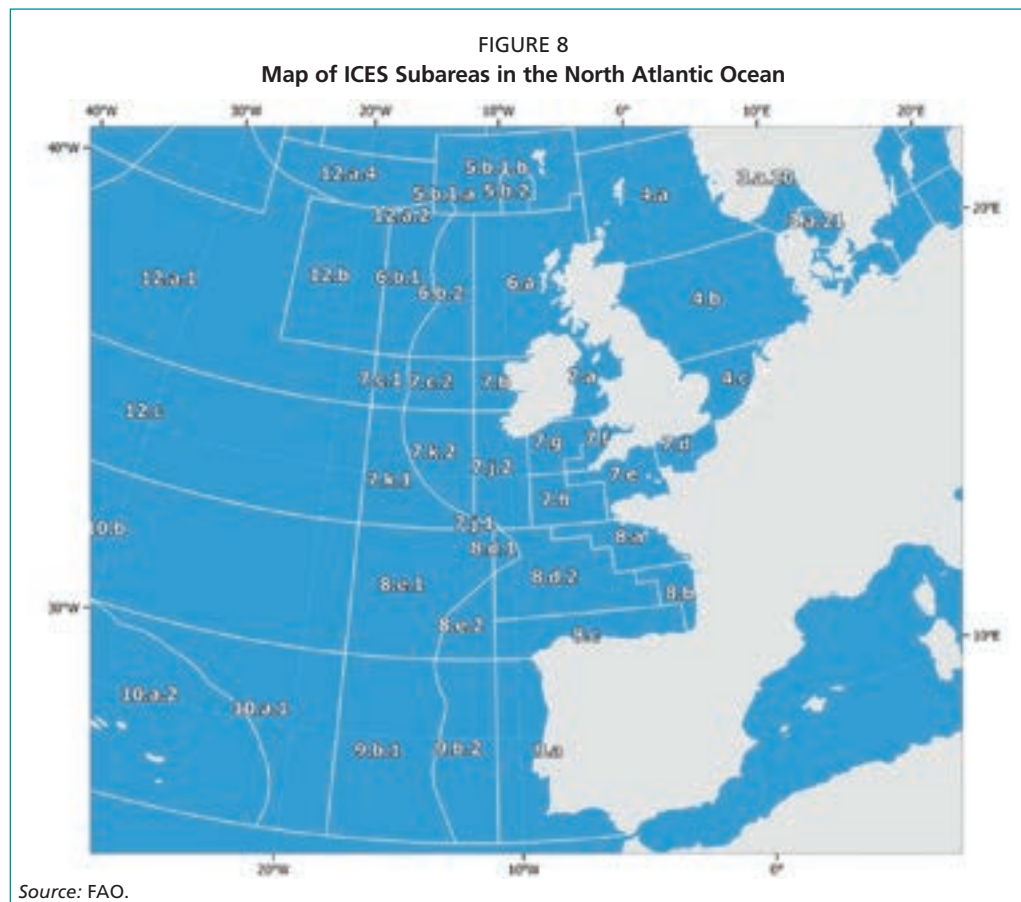 FIGURE 8
Map of ICES Subareas in the North Atlantic Ocean
40°W 30°W 20°W 10°W 0° 10°E 20°E
40°W
20°E
12.a.4
5.b.1.b
5.b.1.a
5.b.2
4.a
3.a.20
12.a.2
3.a.21
12.a.1
12.b
6.b.1
6.b.2
6.a
4.b
7.c.1
7.c.2
7.b
7.a
4.c
12.c
7.g
7.f
7.d
7.k.2
7.j.2
7.e
7.k.1
7.h
7.j.1
10.b
8.a
8.d.1
8.e.1
8.d.2
8.b
30°W
8.e.2
8.c
10°E
10.a.2
10.a.1
9.b.1
9.b.2
9.a
20°W 10°W 0°
Source: FAO.